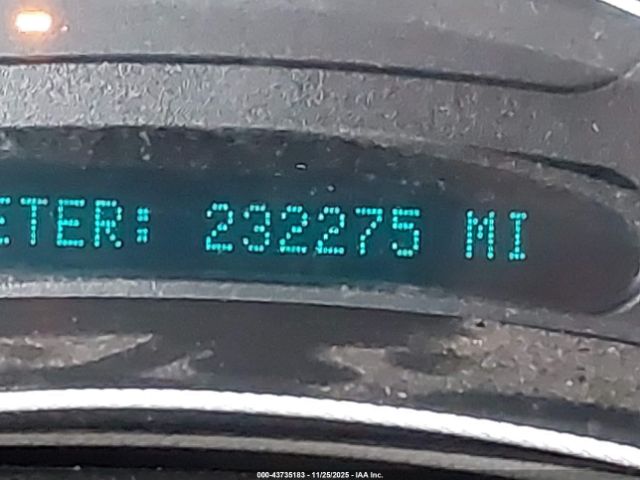 ETER: 232275 MI
000-43735183 - 11/25/2025 - IAA Inc.